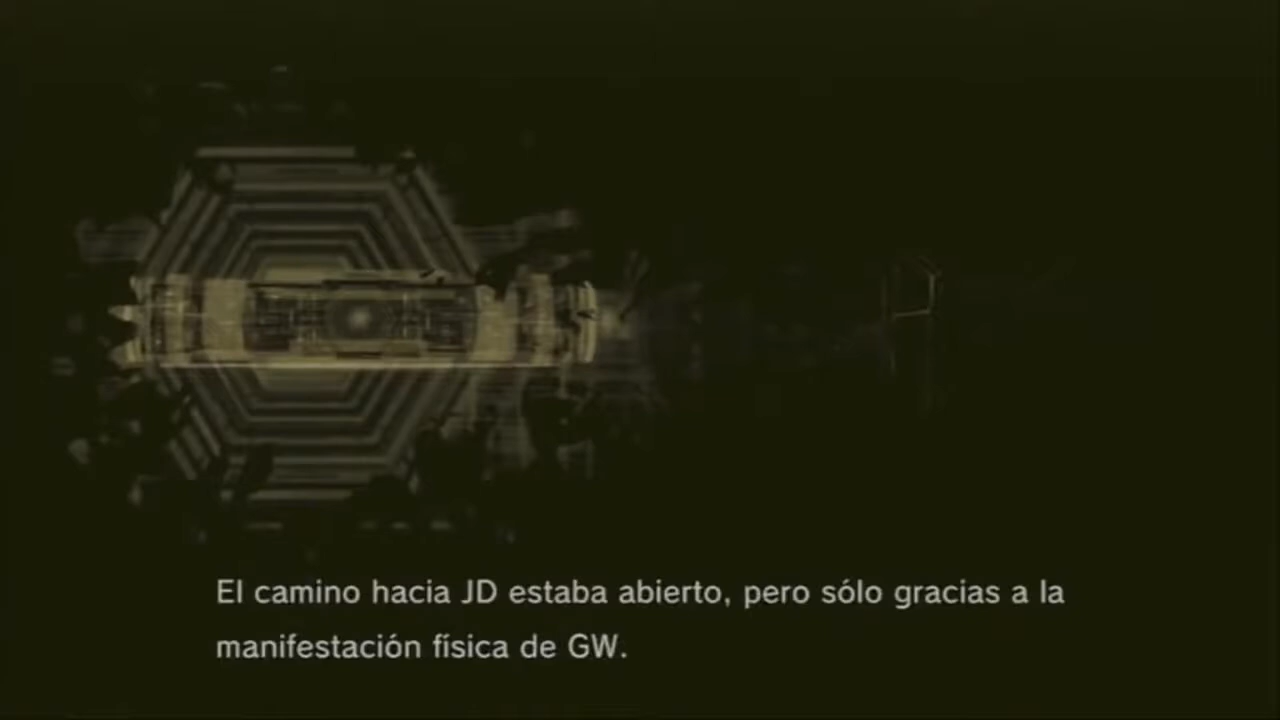 El camino hacia JD estaba abierto, pero sólo gracias a la
manifestación física de GW.